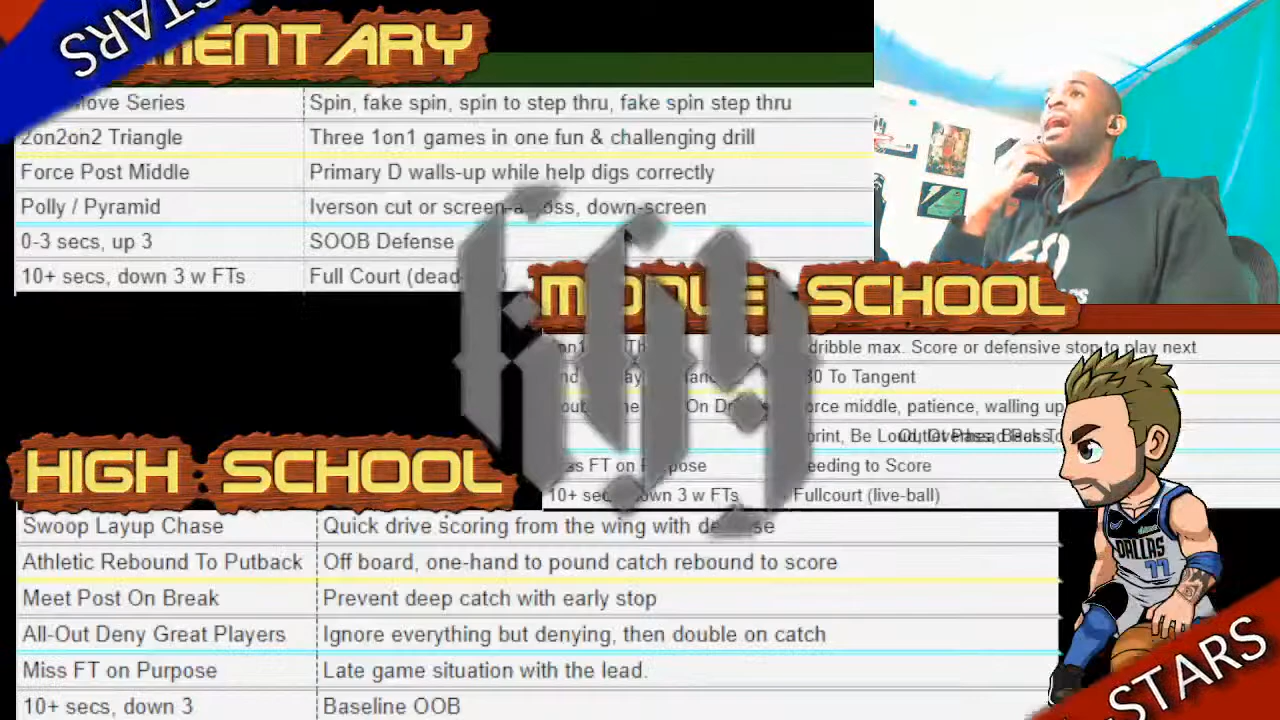 STARS
MENTARY
Move Series Spin, fake spin, spin to step thru, fake spin step thru
2on2on2 Triangle Three 1on1 games in one fun & challenging drill
Force Post Middle Primary D walls-up while help digs correctly
Polly / Pyramid Iverson cut or screen-across, down-screen
0-3 secs, up 3 SOOB Defense
10+ secs, down 3 w FTs Full Court (dead
MIDDLE SCHOOL
dribble max. Score or defensive stop to play next
30 To Tangent
On force middle, patience, walling up
print, Be Loud,
Miss FT on Purpose Needing to Score
10+ secs, down 3 w FTs Fullcourt (live-ball)
HIGH SCHOOL
Swoop Layup Chase Quick drive scoring from the wing with defense
Athletic Rebound To Putback Off board, one-hand to pound catch rebound to score
Meet Post On Break Prevent deep catch with early stop
All-Out Deny Great Players Ignore everything but denying, then double on catch
Miss FT on Purpose Late game situation with the lead.
10+ secs, down 3 Baseline OOB
DALLAS
77
-STARS